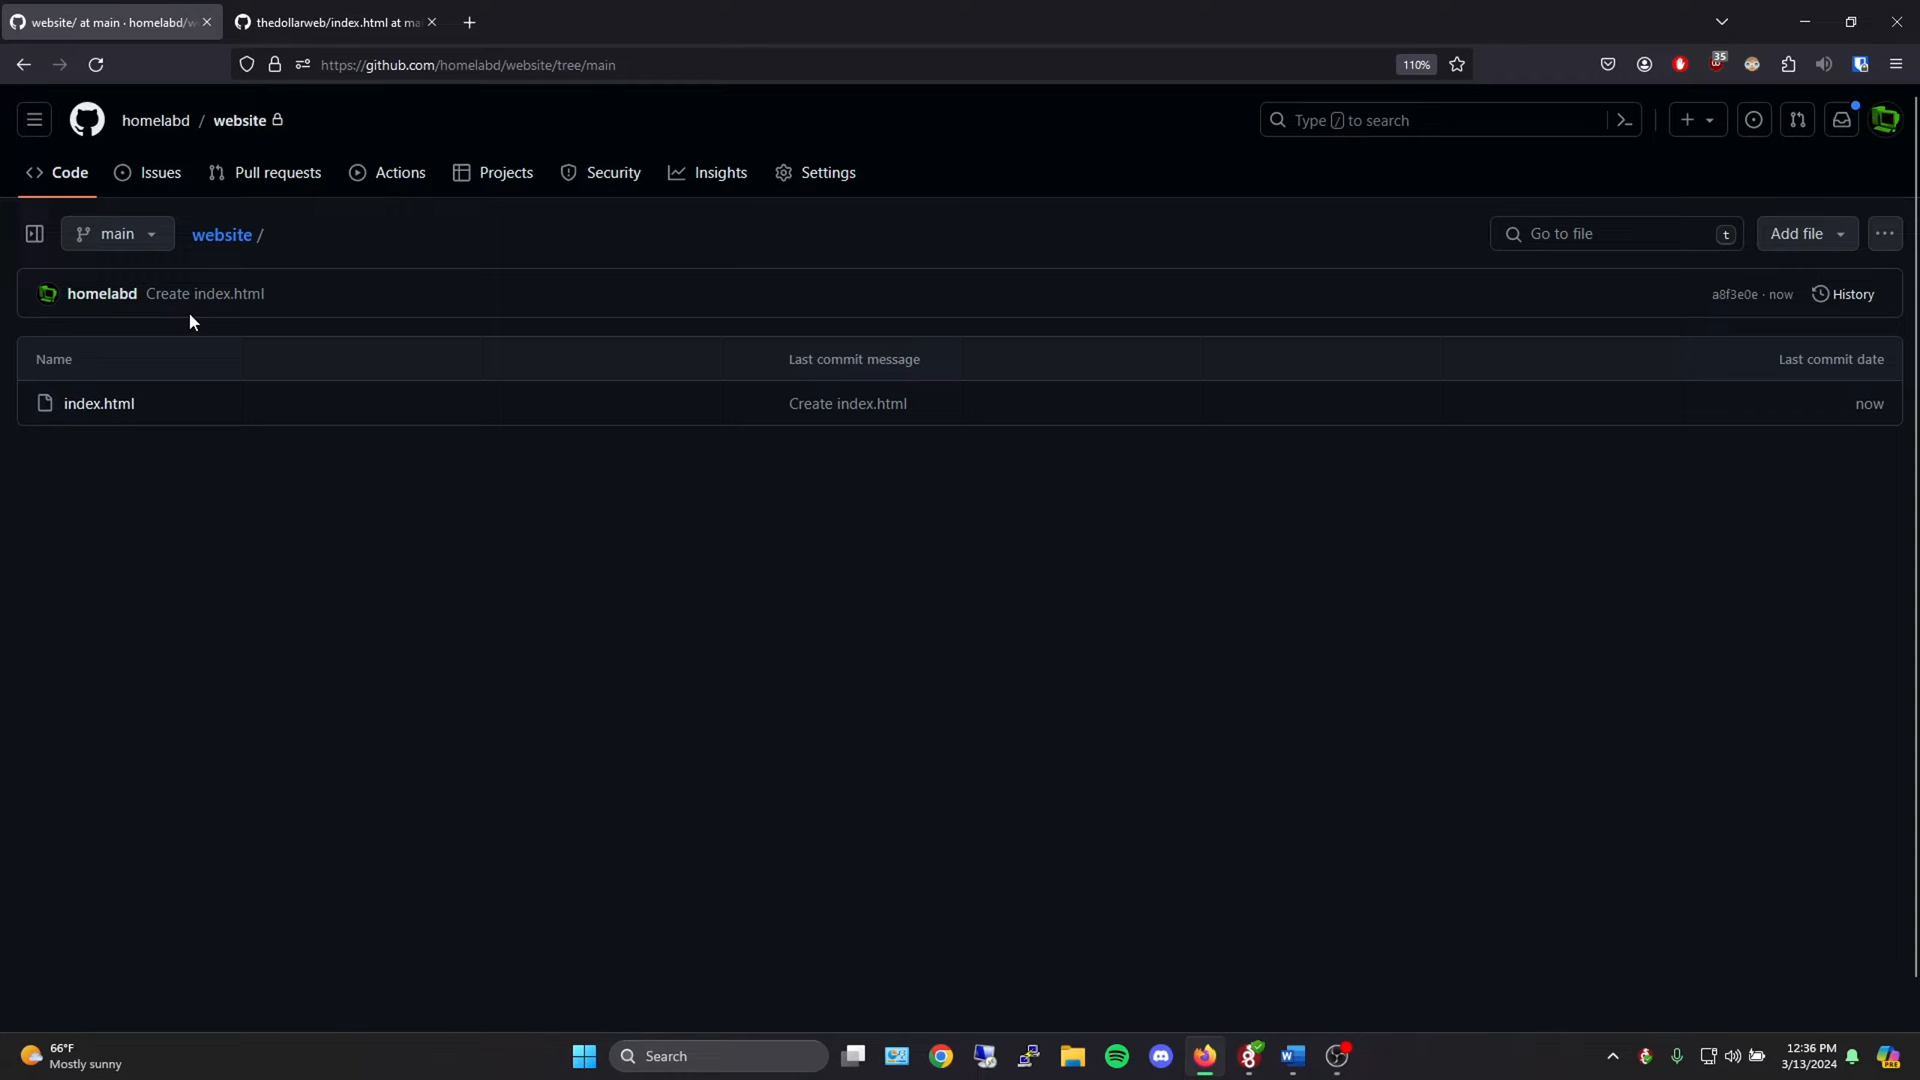 website/ at main · homelabd/w
thedollarweb/index.html at ma
https://github.com/homelabd/website/tree/main
110%
35
homelabd / website
Type / to search
Code
Issues
Pull requests
Actions
Projects
Security
Insights
Settings
main
website /
Go to file
t
Add file
homelabd Create index.html
a8f3e0e · now
History
Name
Last commit message
Last commit date
index.html
Create index.html
now
66°F
Mostly sunny
Search
12:36 PM
3/13/2024
PRE